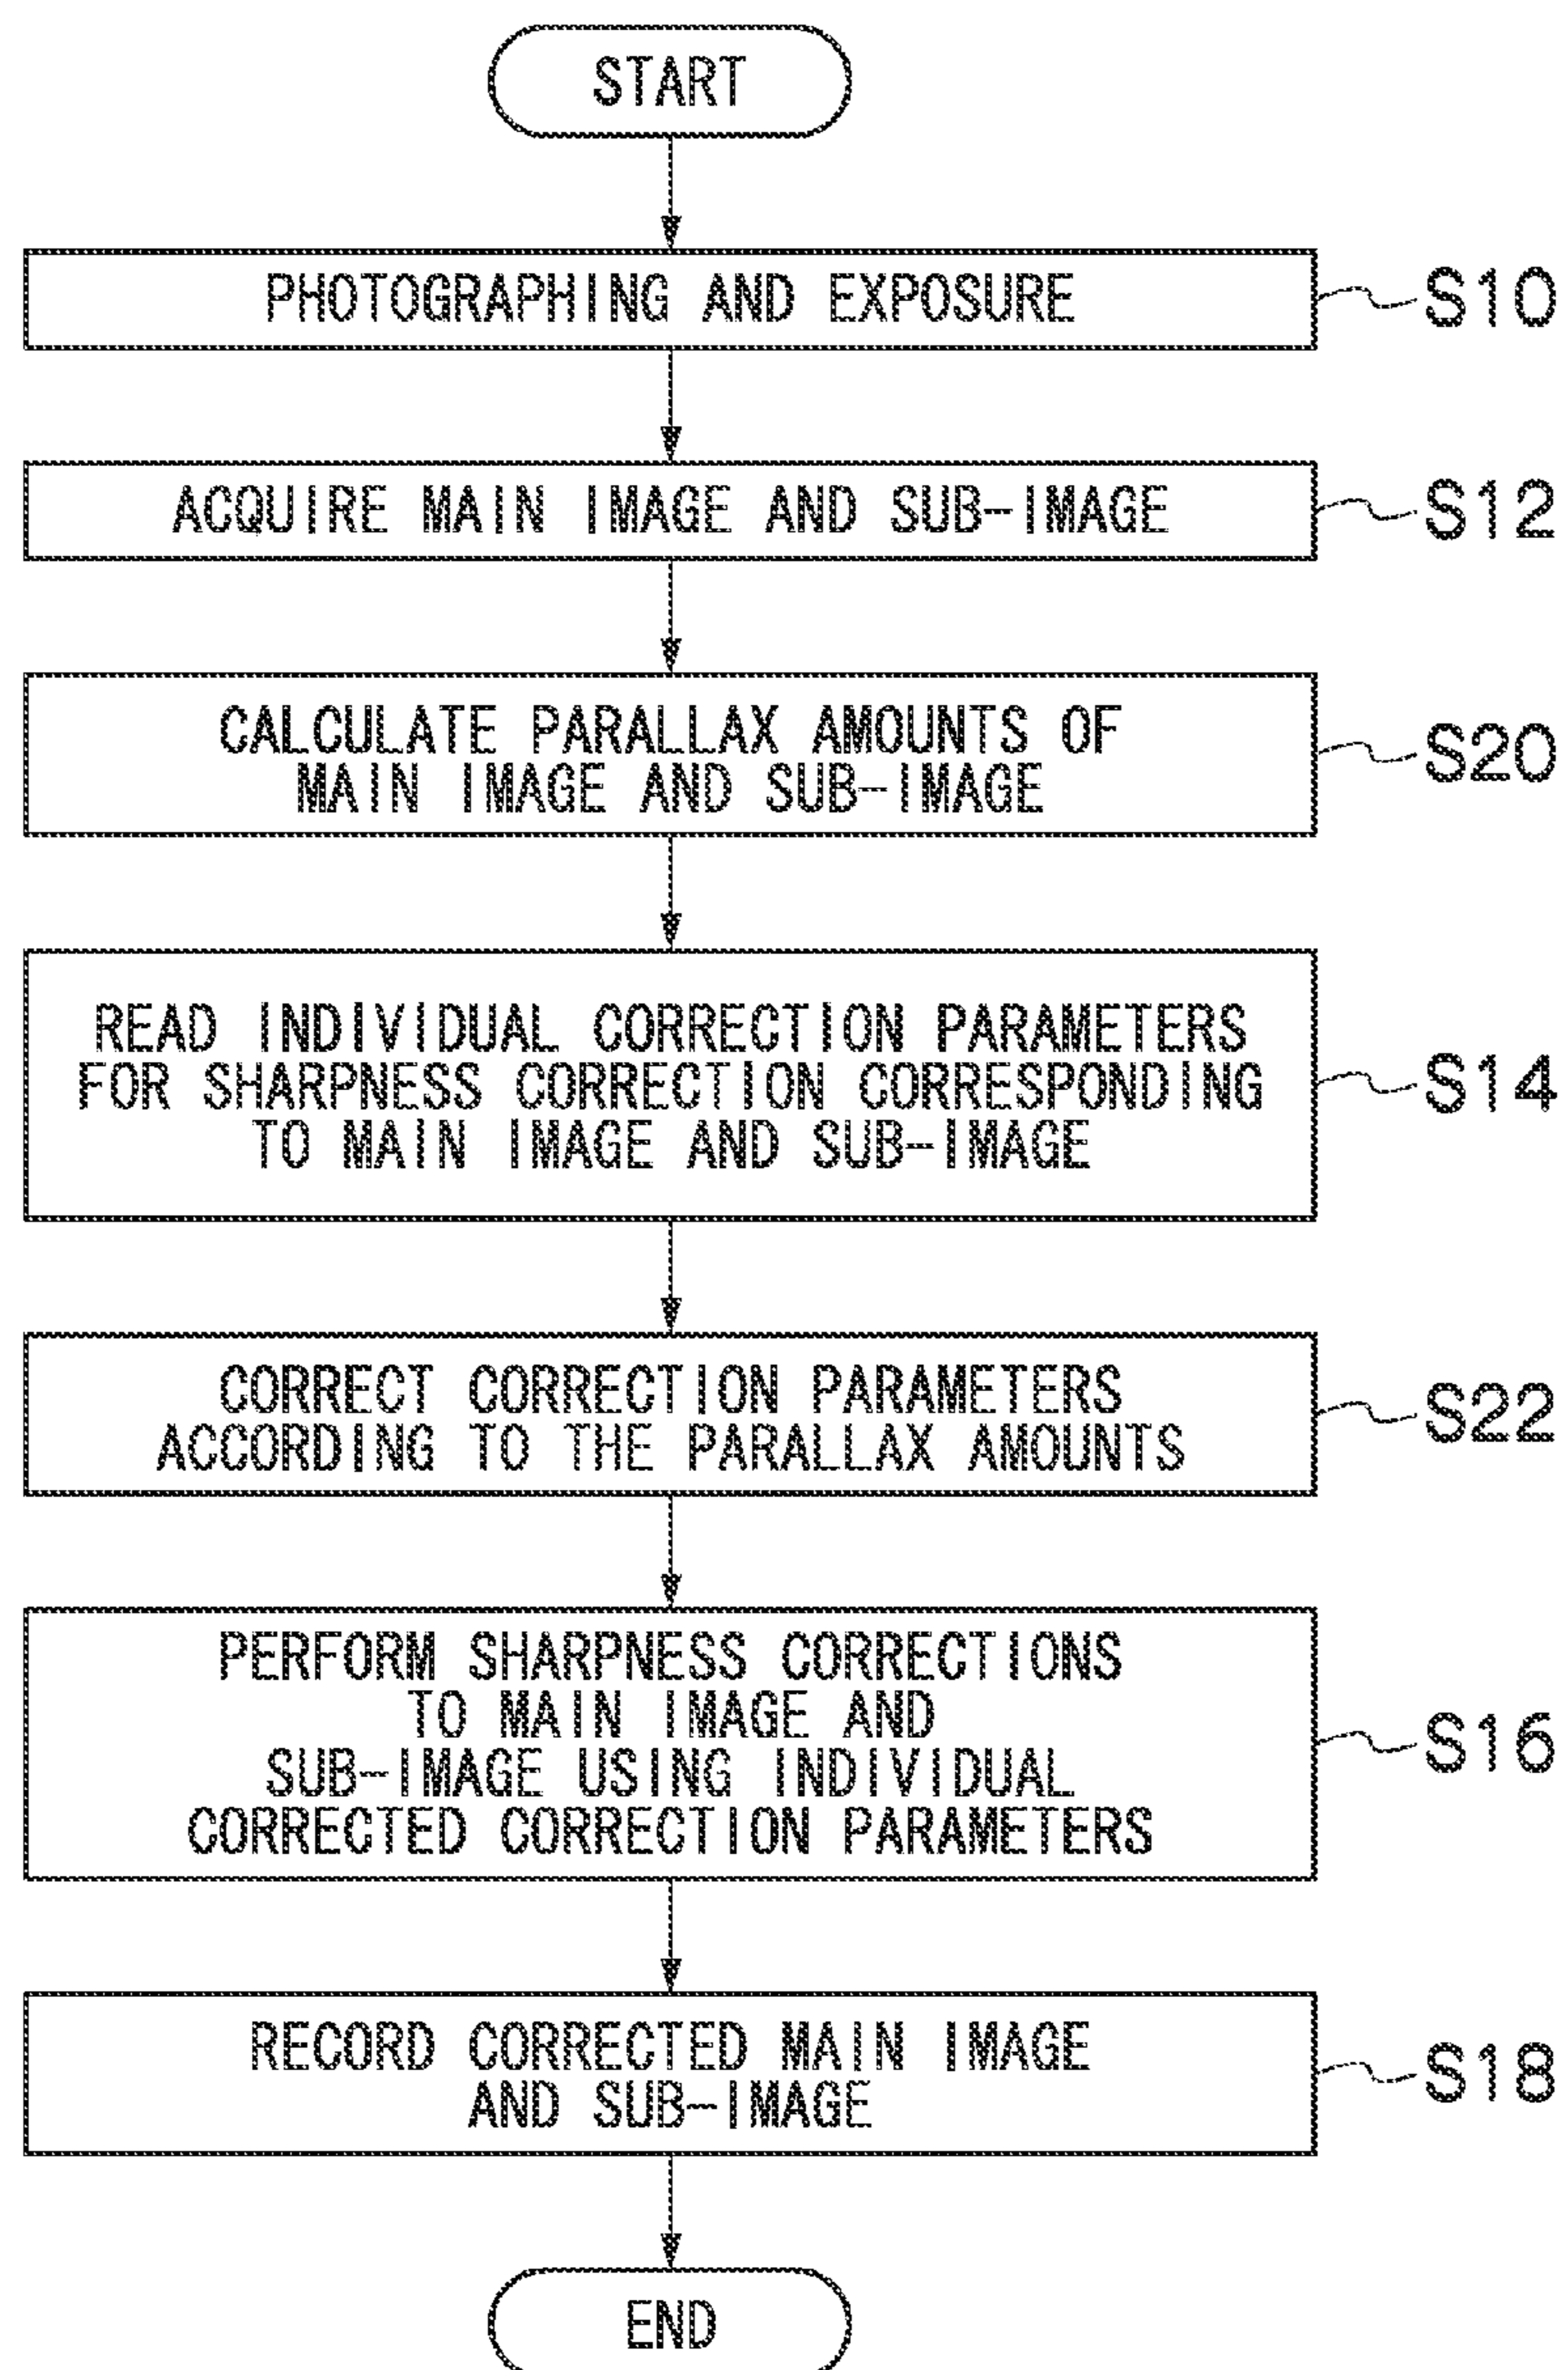 START
PHOTOGRAPHING AND EXPOSURE
S10
ACQUIRE MAIN IMAGE AND SUB-IMAGE
S12
CALCULATE PARALLAX AMOUNTS OF
MAIN IMAGE AND SUB-IMAGE
S20
READ INDIVIDUAL CORRECTION PARAMETERS
FOR SHARPNESS CORRECTION CORRESPONDING
TO MAIN IMAGE AND SUB-IMAGE
S14
CORRECT CORRECTION PARAMETERS
ACCORDING TO THE PARALLAX AMOUNTS
S22
PERFORM SHARPNESS CORRECTIONS
TO MAIN IMAGE AND
SUB-IMAGE USING INDIVIDUAL
CORRECTED CORRECTION PARAMETERS
S16
RECORD CORRECTED MAIN IMAGE
AND SUB-IMAGE
S18
END